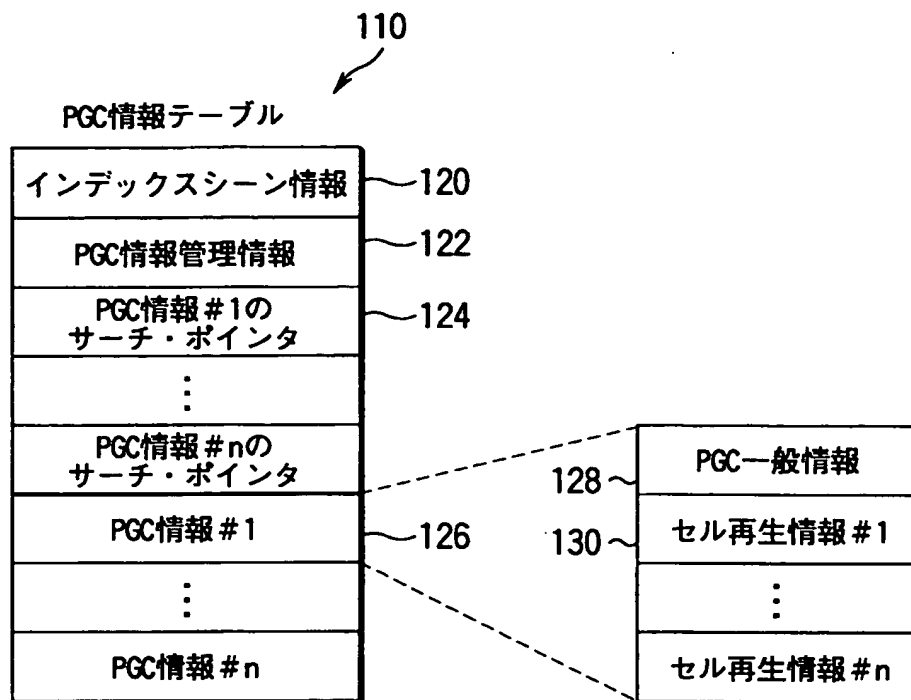 110
PGC情報テーブル
インデックスシーン情報
120
PGC情報管理情報
122
PGC情報#1の
サーチ・ポインタ
124
⋮
PGC情報#nの
サーチ・ポインタ
PGC情報#1
126
⋮
PGC情報#n
PGC一般情報
128
セル再生情報#1
130
⋮
セル再生情報#n